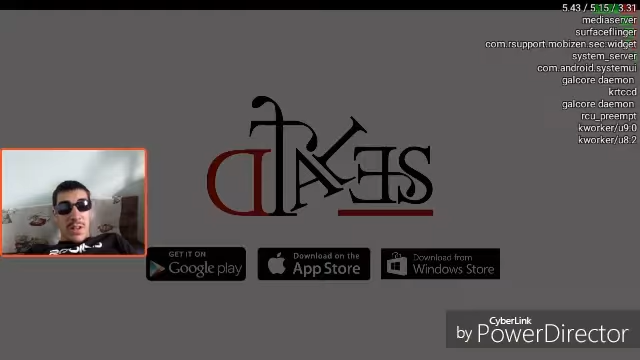 5.43 / 5.15 / 3.31
mediaserver
surfaceflinger
com.rsupport.mobizen.sec.widget
system_server
com.android.systemui
galcore daemon
krtccd
galcore daemon
rcu_preempt
kworker/u9:0
kworker/u8:2
GET IT ON
Google play
Download on the
App Store
Download from
Windows Store
CyberLink
by PowerDirector